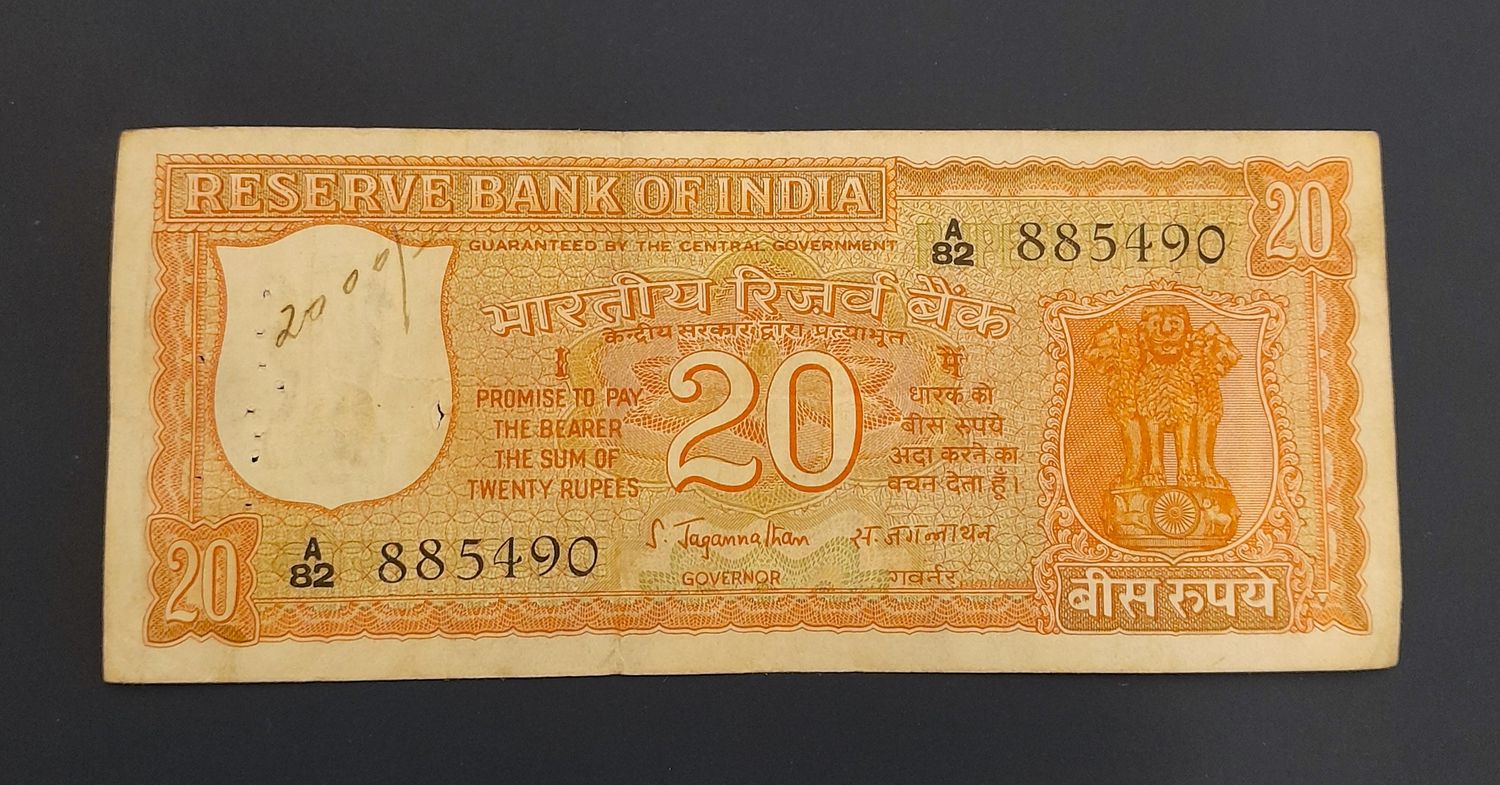 RESERVE BANK OF INDIA
20
GUARANTEED BY THE CENTRAL GOVERNMENT
A
82 885490
2000/-
भारतीय रिज़र्व बैंक
केन्द्रीय सरकार द्वारा प्रत्याभूत
I
PROMISE TO PAY
THE BEARER
THE SUM OF
TWENTY RUPEES
20
मैं
धारक को
बीस रुपये
अदा करने का
वचन देता हूँ।
A
82 885490
S. Jagannathan
GOVERNOR
स. जगन्नाथन
गवर्नर
20
बीस रुपये